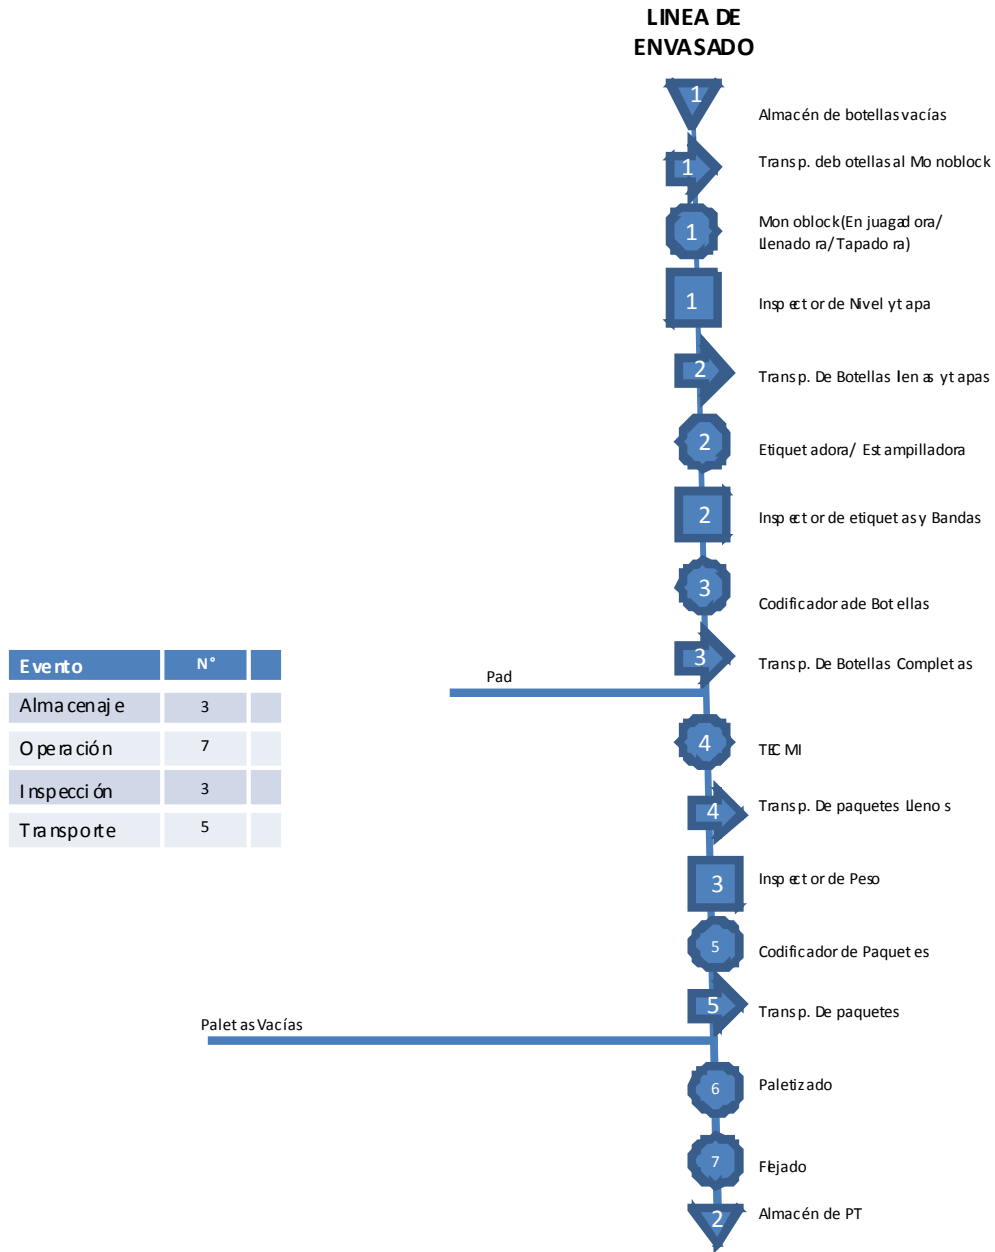 LINEA DE
ENVASADO
1
Almacén de botellas vacías
1
Transp. de botellas al Monoblock
1
Monoblock(Enjuagadora/
Llenadora/Tapadora)
1
Inspector de Nivel y tapa
2
Transp. De Botellas llenas y tapas
2
Etiquetadora/ Estampilladora
2
Inspector de etiquetas y Bandas
3
Codificadora de Botellas
3
Transp. De Botellas Completas
Pad
4
TECMI
4
Transp. De paquetes Llenos
3
Inspector de Peso
5
Codificador de Paquetes
5
Transp. De paquetes
Paletas Vacías
6
Paletizado
7
Flejado
2
Almacén de PT
Evento N°
Almacenaje 3
Operación 7
Inspección 3
Transporte 5